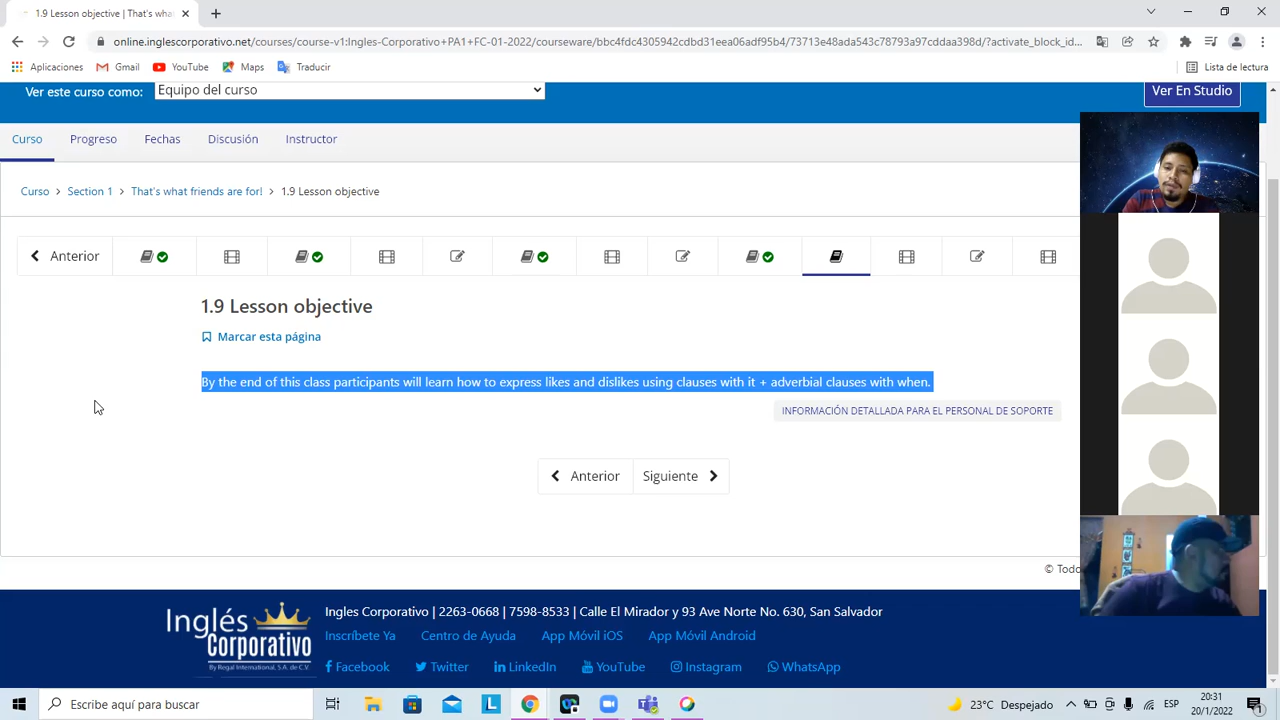 1.9 Lesson objective | That's wha
online.inglescorporativo.net/courses/course-v1:Ingles-Corporativo+PA1+FC-01-2022/courseware/bbc4fdc4305942cdbd31eea06adf95b4/73713e48ada543c78793a97cddaa398d/?activate_block_id...
Aplicaciones Gmail YouTube Maps Traducir Lista de lectura
Ver este curso como: Equipo del curso Ver En Studio
Curso Progreso Fechas Discusión Instructor
Curso > Section 1 > That's what friends are for! > 1.9 Lesson objective
Anterior
1.9 Lesson objective
Marcar esta página
By the end of this class participants will learn how to express likes and dislikes using clauses with it + adverbial clauses with when.
INFORMACIÓN DETALLADA PARA EL PERSONAL DE SOPORTE
Anterior Siguiente
© Todo
Inglés Corporativo
By Regal International, S.A. de C.V.
Ingles Corporativo | 2263-0668 | 7598-8533 | Calle El Mirador y 93 Ave Norte No. 630, San Salvador
Inscríbete Ya Centro de Ayuda App Móvil iOS App Móvil Android
Facebook Twitter LinkedIn YouTube Instagram WhatsApp
Escribe aquí para buscar
23°C Despejado ESP 20:31
20/1/2022